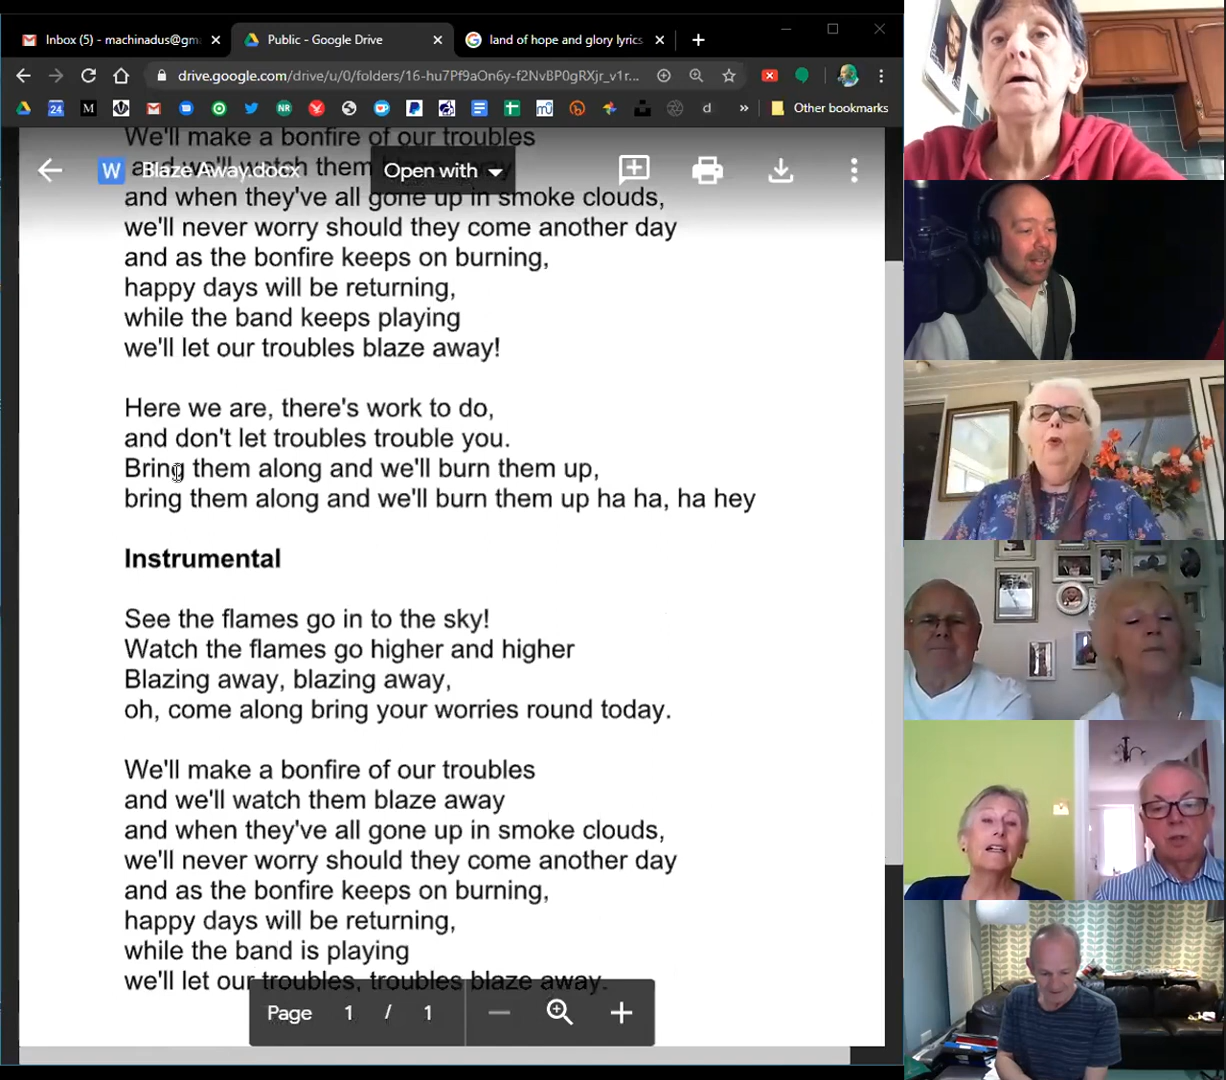 Inbox (5) - machinadus@gm
Public - Google Drive
land of hope and glory lyrics
drive.google.com/drive/u/0/folders/16-hu7Pf9aOn6y-f2NvBP0gRXjr_v1r...
24
M
NR
d
»
Other bookmarks
We'll make a bonfire of our troubles
W
Blaze Away.docx
Open with
and we'll watch them blaze away
and when they've all gone up in smoke clouds,
we'll never worry should they come another day
and as the bonfire keeps on burning,
happy days will be returning,
while the band keeps playing
we'll let our troubles blaze away!
Here we are, there's work to do,
and don't let troubles trouble you.
Bring them along and we'll burn them up,
bring them along and we'll burn them up ha ha, ha hey
Instrumental
See the flames go in to the sky!
Watch the flames go higher and higher
Blazing away, blazing away,
oh, come along bring your worries round today.
We'll make a bonfire of our troubles
and we'll watch them blaze away
and when they've all gone up in smoke clouds,
we'll never worry should they come another day
and as the bonfire keeps on burning,
happy days will be returning,
while the band is playing
we'll let our troubles, troubles blaze away.
Page 1 / 1